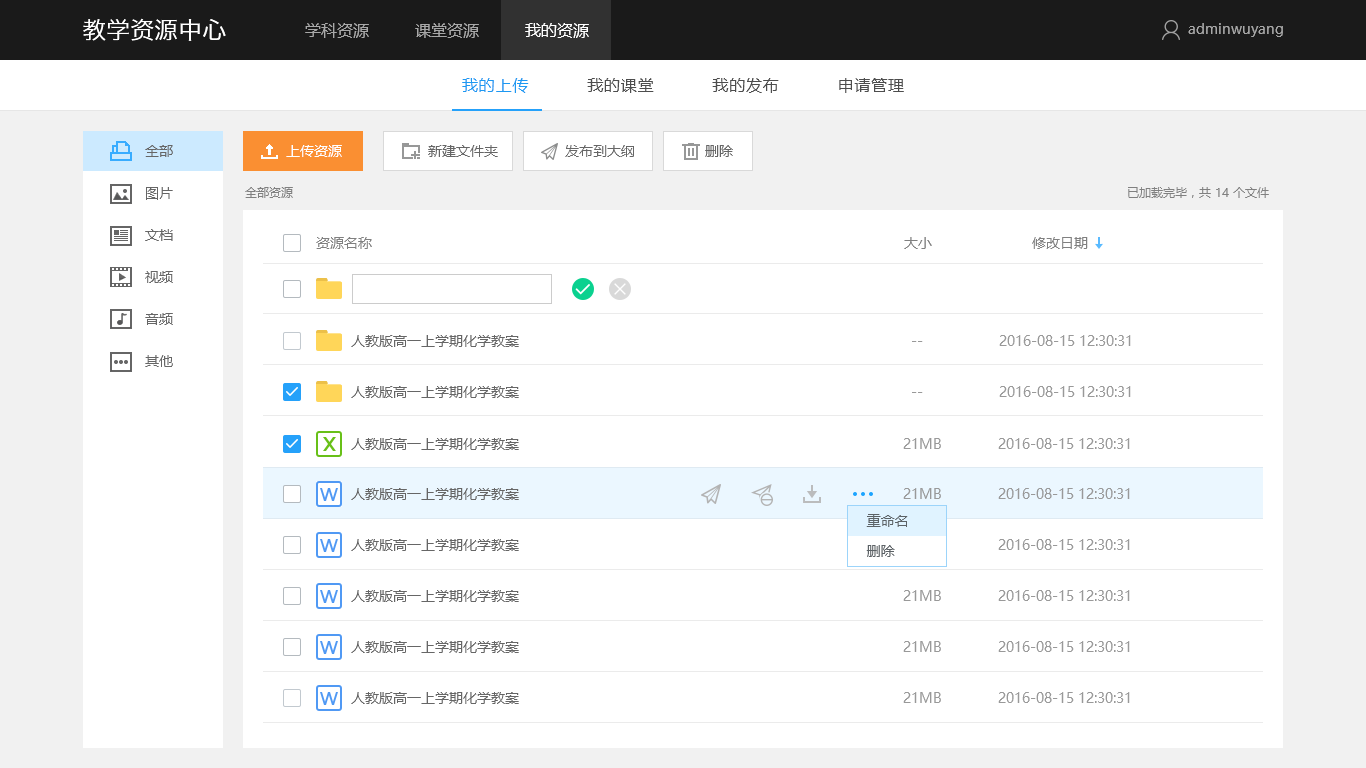 教学资源中心 学科资源 课堂资源 我的资源 adminwuyang
我的上传 我的课堂 我的发布 申请管理
全部
图片
文档
视频
音频
其他
上传资源 新建文件夹 发布到大纲 删除
全部资源 已加载完毕，共 14 个文件
资源名称 大小 修改日期
人教版高一上学期化学教案 -- 2016-08-15 12:30:31
人教版高一上学期化学教案 -- 2016-08-15 12:30:31
X 人教版高一上学期化学教案 21MB 2016-08-15 12:30:31
W 人教版高一上学期化学教案 21MB 2016-08-15 12:30:31
重命名
W 人教版高一上学期化学教案 2016-08-15 12:30:31
删除
W 人教版高一上学期化学教案 21MB 2016-08-15 12:30:31
W 人教版高一上学期化学教案 21MB 2016-08-15 12:30:31
W 人教版高一上学期化学教案 21MB 2016-08-15 12:30:31